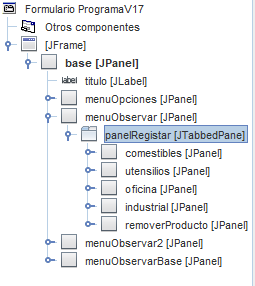 Formulario ProgramaV17
Otros componentes
[JFrame]
base [JPanel]
label titulo [JLabel]
menuOpciones [JPanel]
menuObservar [JPanel]
panelRegistar [JTabbedPane]
comestibles [JPanel]
utensilios [JPanel]
oficina [JPanel]
industrial [JPanel]
removerProducto [JPanel]
menuObservar2 [JPanel]
menuObservarBase [JPanel]